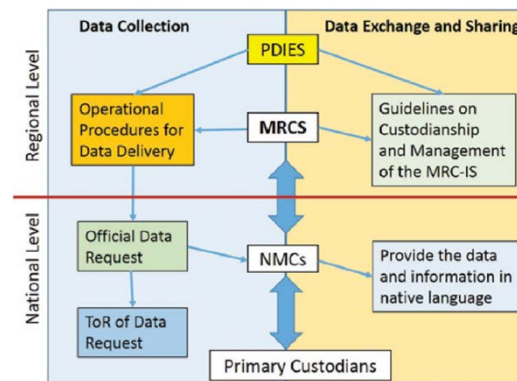 Data Collection
Data Exchange and Sharing
Regional Level
PDIES
Operational
Procedures for
Data Delivery
MRCS
Guidelines on
Custodianship
and Management
of the MRC-IS
National Level
Official Data
Request
NMCs
Provide the data
and information in
native language
ToR of Data
Request
Primary Custodians